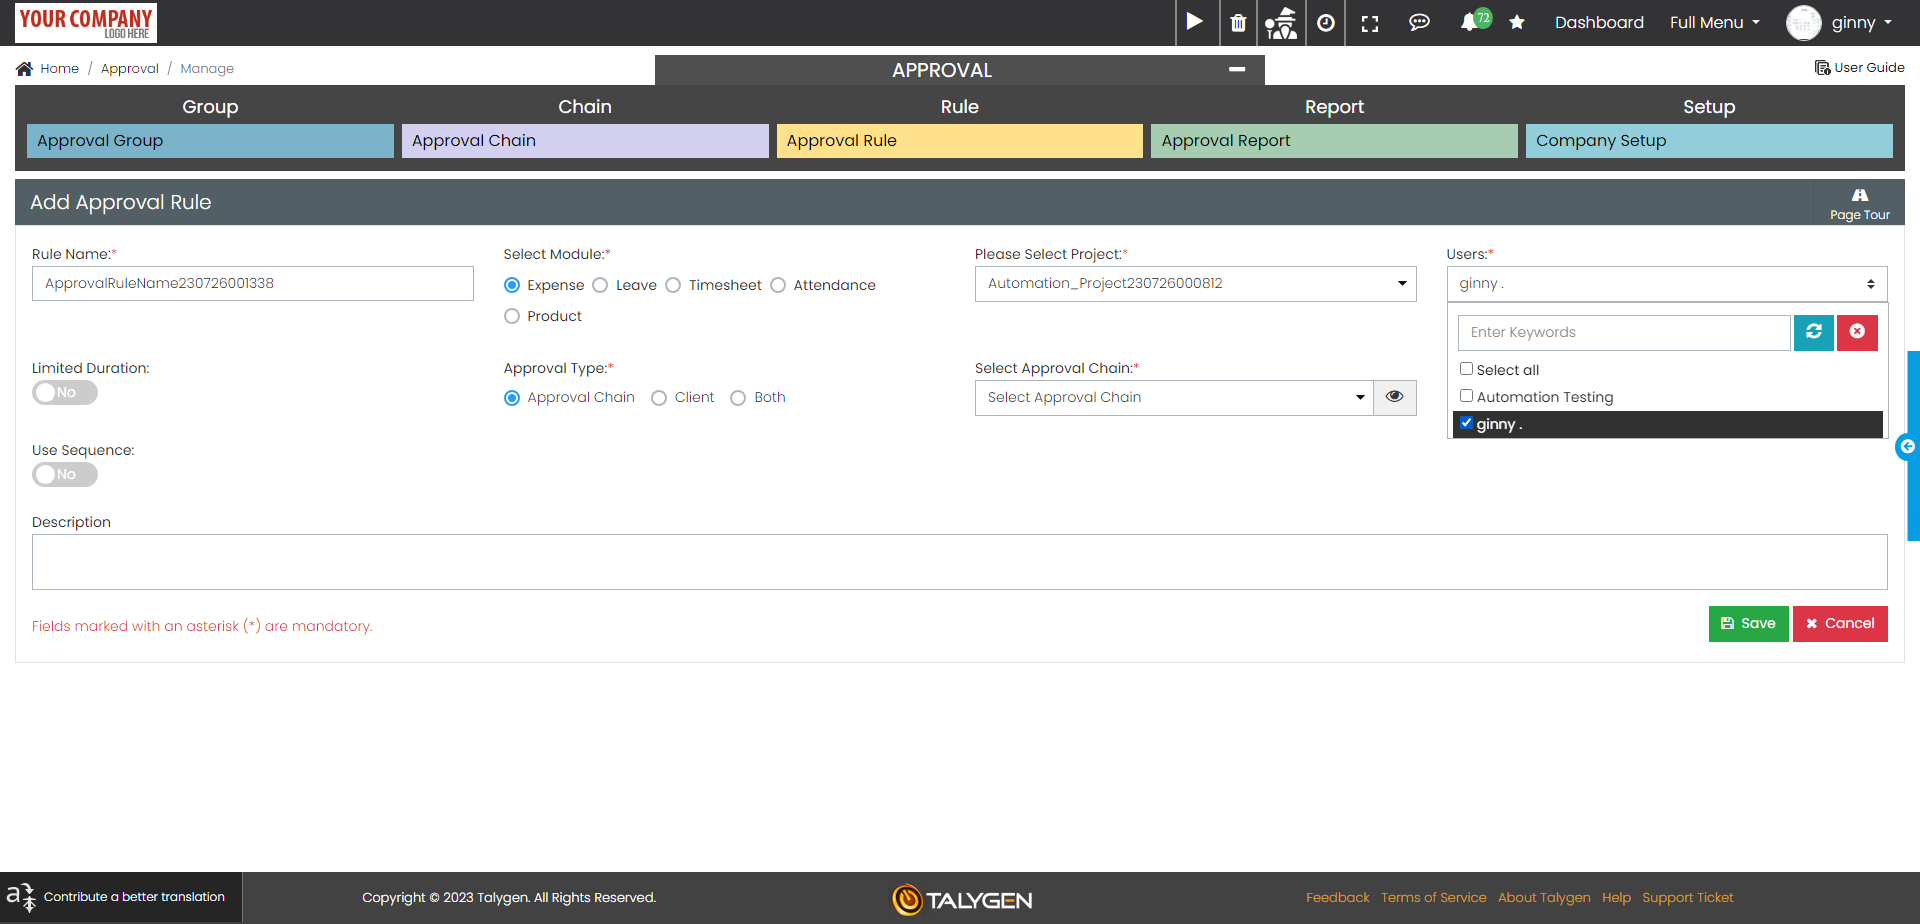 YOUR COMPANY
LOGO HERE
72
Dashboard
Full Menu
ginny
Home / Approval / Manage
APPROVAL
User Guide
Group
Chain
Rule
Report
Setup
Approval Group
Approval Chain
Approval Rule
Approval Report
Company Setup
Add Approval Rule
Page Tour
Rule Name:*
Select Module:*
Please Select Project:*
Users:*
ApprovalRuleName230726001338
Expense
Leave
Timesheet
Attendance
Product
Automation_Project230726000812
ginny .
Enter Keywords
Select all
Automation Testing
ginny .
Limited Duration:
No
Approval Type:*
Approval Chain
Client
Both
Select Approval Chain:*
Select Approval Chain
Use Sequence:
No
Description
Fields marked with an asterisk (*) are mandatory.
Save
Cancel
Contribute a better translation
Copyright © 2023 Talygen. All Rights Reserved.
TALYGEN
Feedback
Terms of Service
About Talygen
Help
Support Ticket